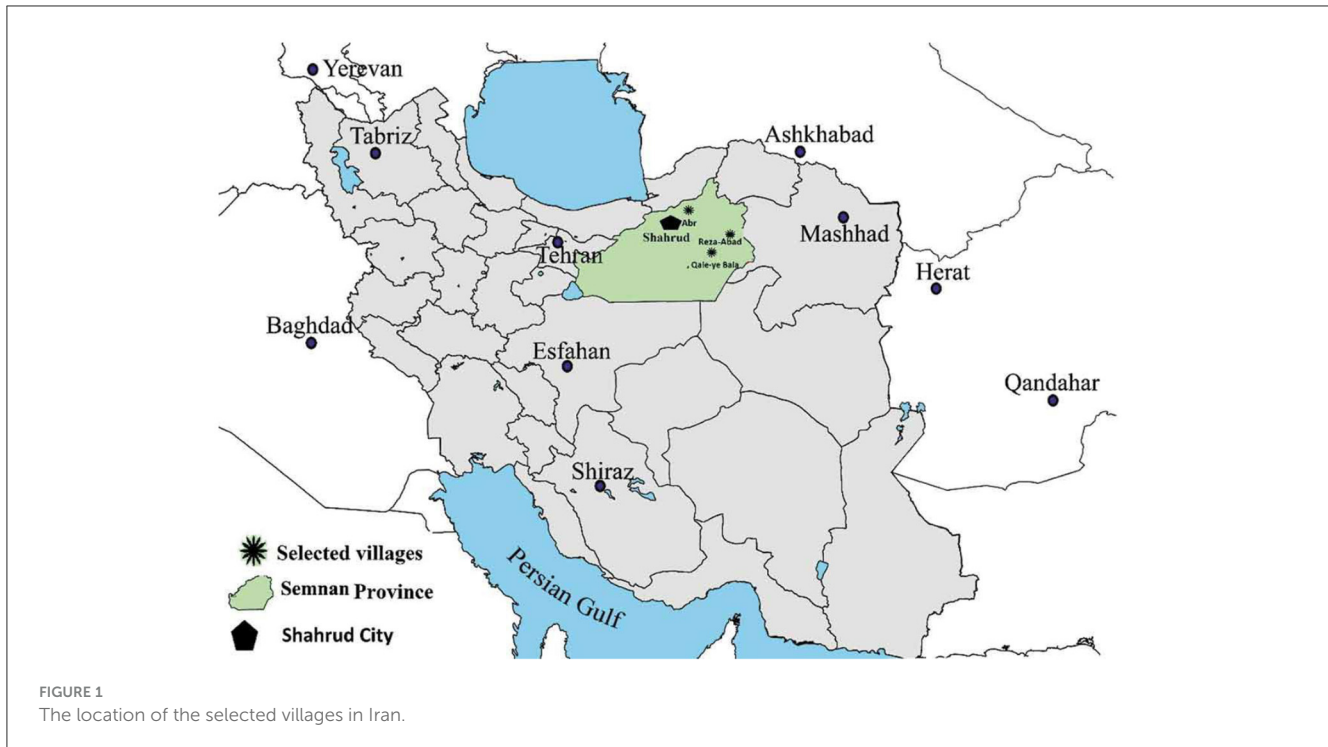 Yerevan
Tabriz
Ashkhabad
Abr
Shahrud
Reza-Abad
Mashhad
Tehran
Qale-ye Bala
Herat
Baghdad
Esfahan
Qandahar
Shiraz
Persian Gulf
Selected villages
Semnan Province
Shahrud City
FIGURE 1
The location of the selected villages in Iran.